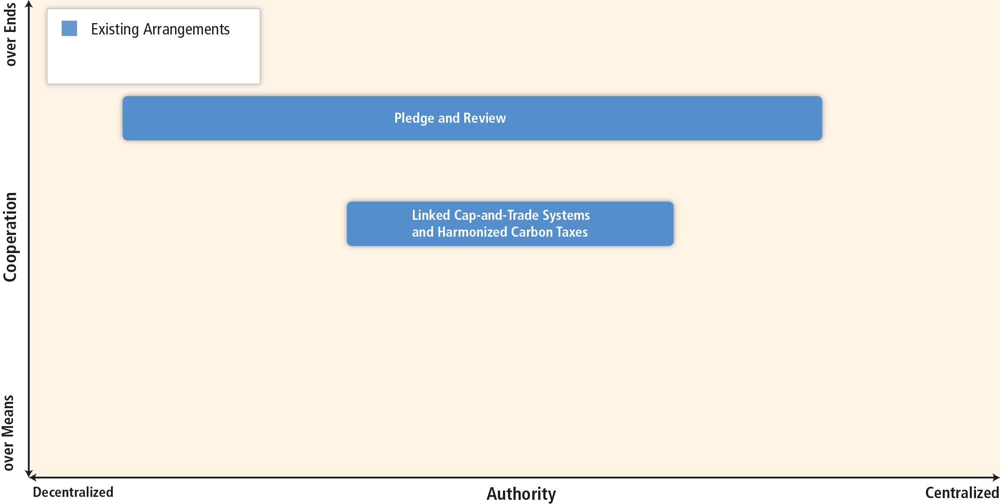 over Ends
Existing Arrangements
Pledge and Review
Cooperation
Linked Cap-and-Trade Systems
and Harmonized Carbon Taxes
over Means
Decentralized
Authority
Centralized